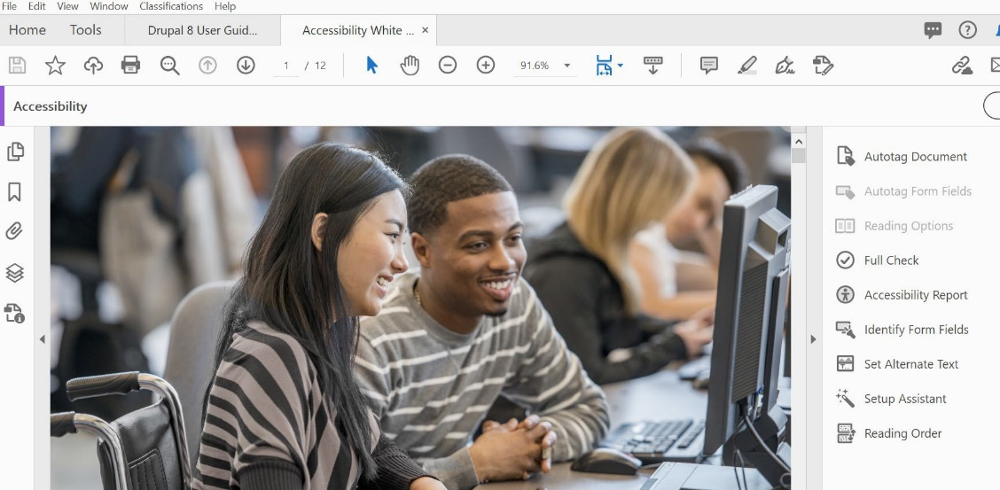 File Edit View Window Classifications Help
Home Tools Drupal 8 User Guid... Accessibility White ... ×
1 / 12 91.6%
Accessibility
Autotag Document
Autotag Form Fields
Reading Options
Full Check
Accessibility Report
Identify Form Fields
Set Alternate Text
Setup Assistant
Reading Order